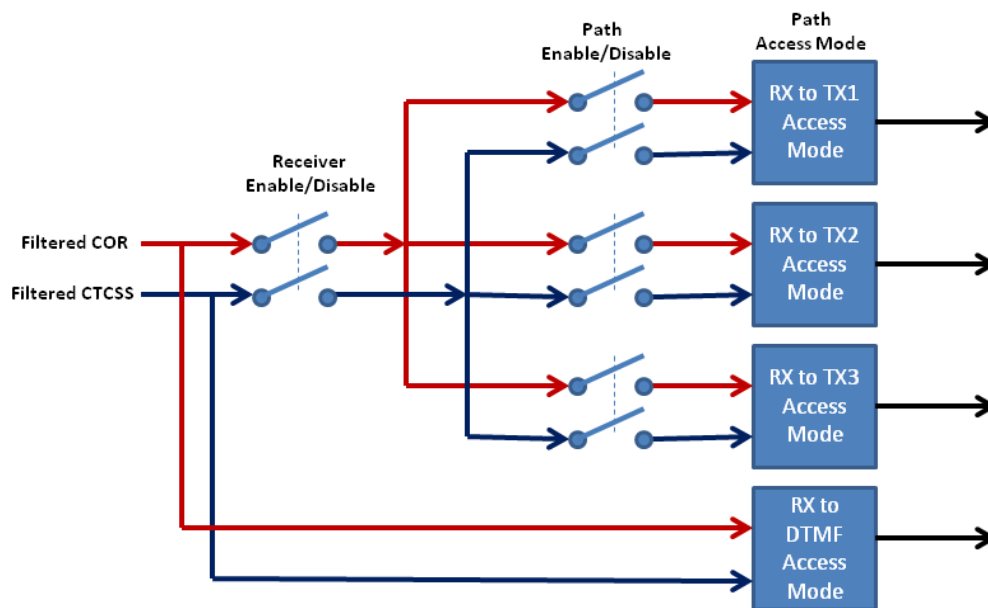 Path
Enable/Disable
Path
Access Mode
RX to TX1
Access
Mode
Receiver
Enable/Disable
Filtered COR
Filtered CTCSS
RX to TX2
Access
Mode
RX to TX3
Access
Mode
RX to
DTMF
Access
Mode